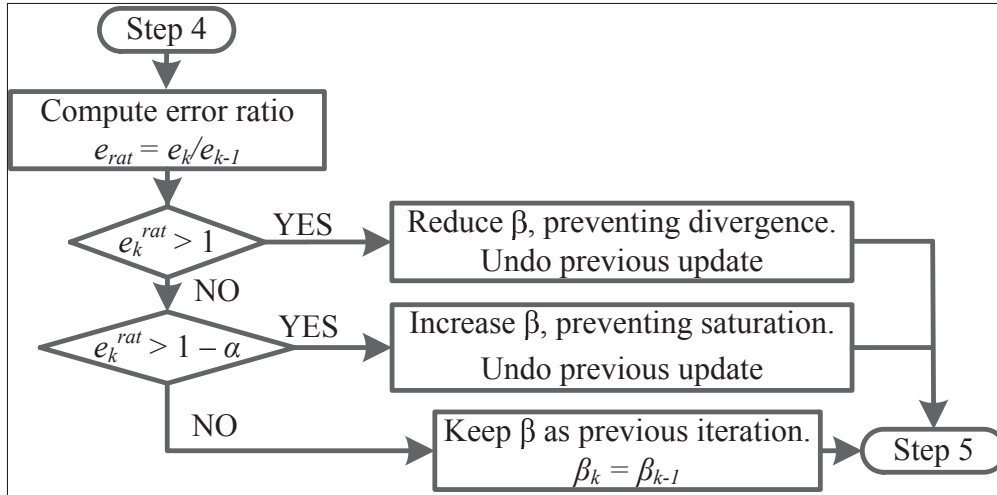 Step 4
Compute error ratio
e_rat = e_k/e_{k-1}
e_k^{rat} > 1
YES
Reduce β, preventing divergence.
Undo previous update
NO
e_k^{rat} > 1 – α
YES
Increase β, preventing saturation.
Undo previous update
NO
Keep β as previous iteration.
β_k = β_{k-1}
Step 5